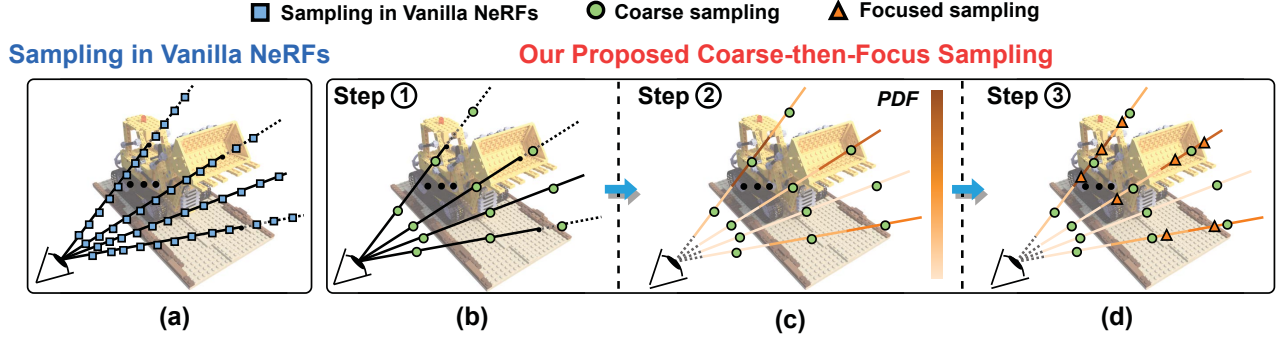 Sampling in Vanilla NeRFs Coarse sampling Focused sampling
Sampling in Vanilla NeRFs Our Proposed Coarse-then-Focus Sampling
Step ① Step ② PDF Step ③
(a) (b) (c) (d)